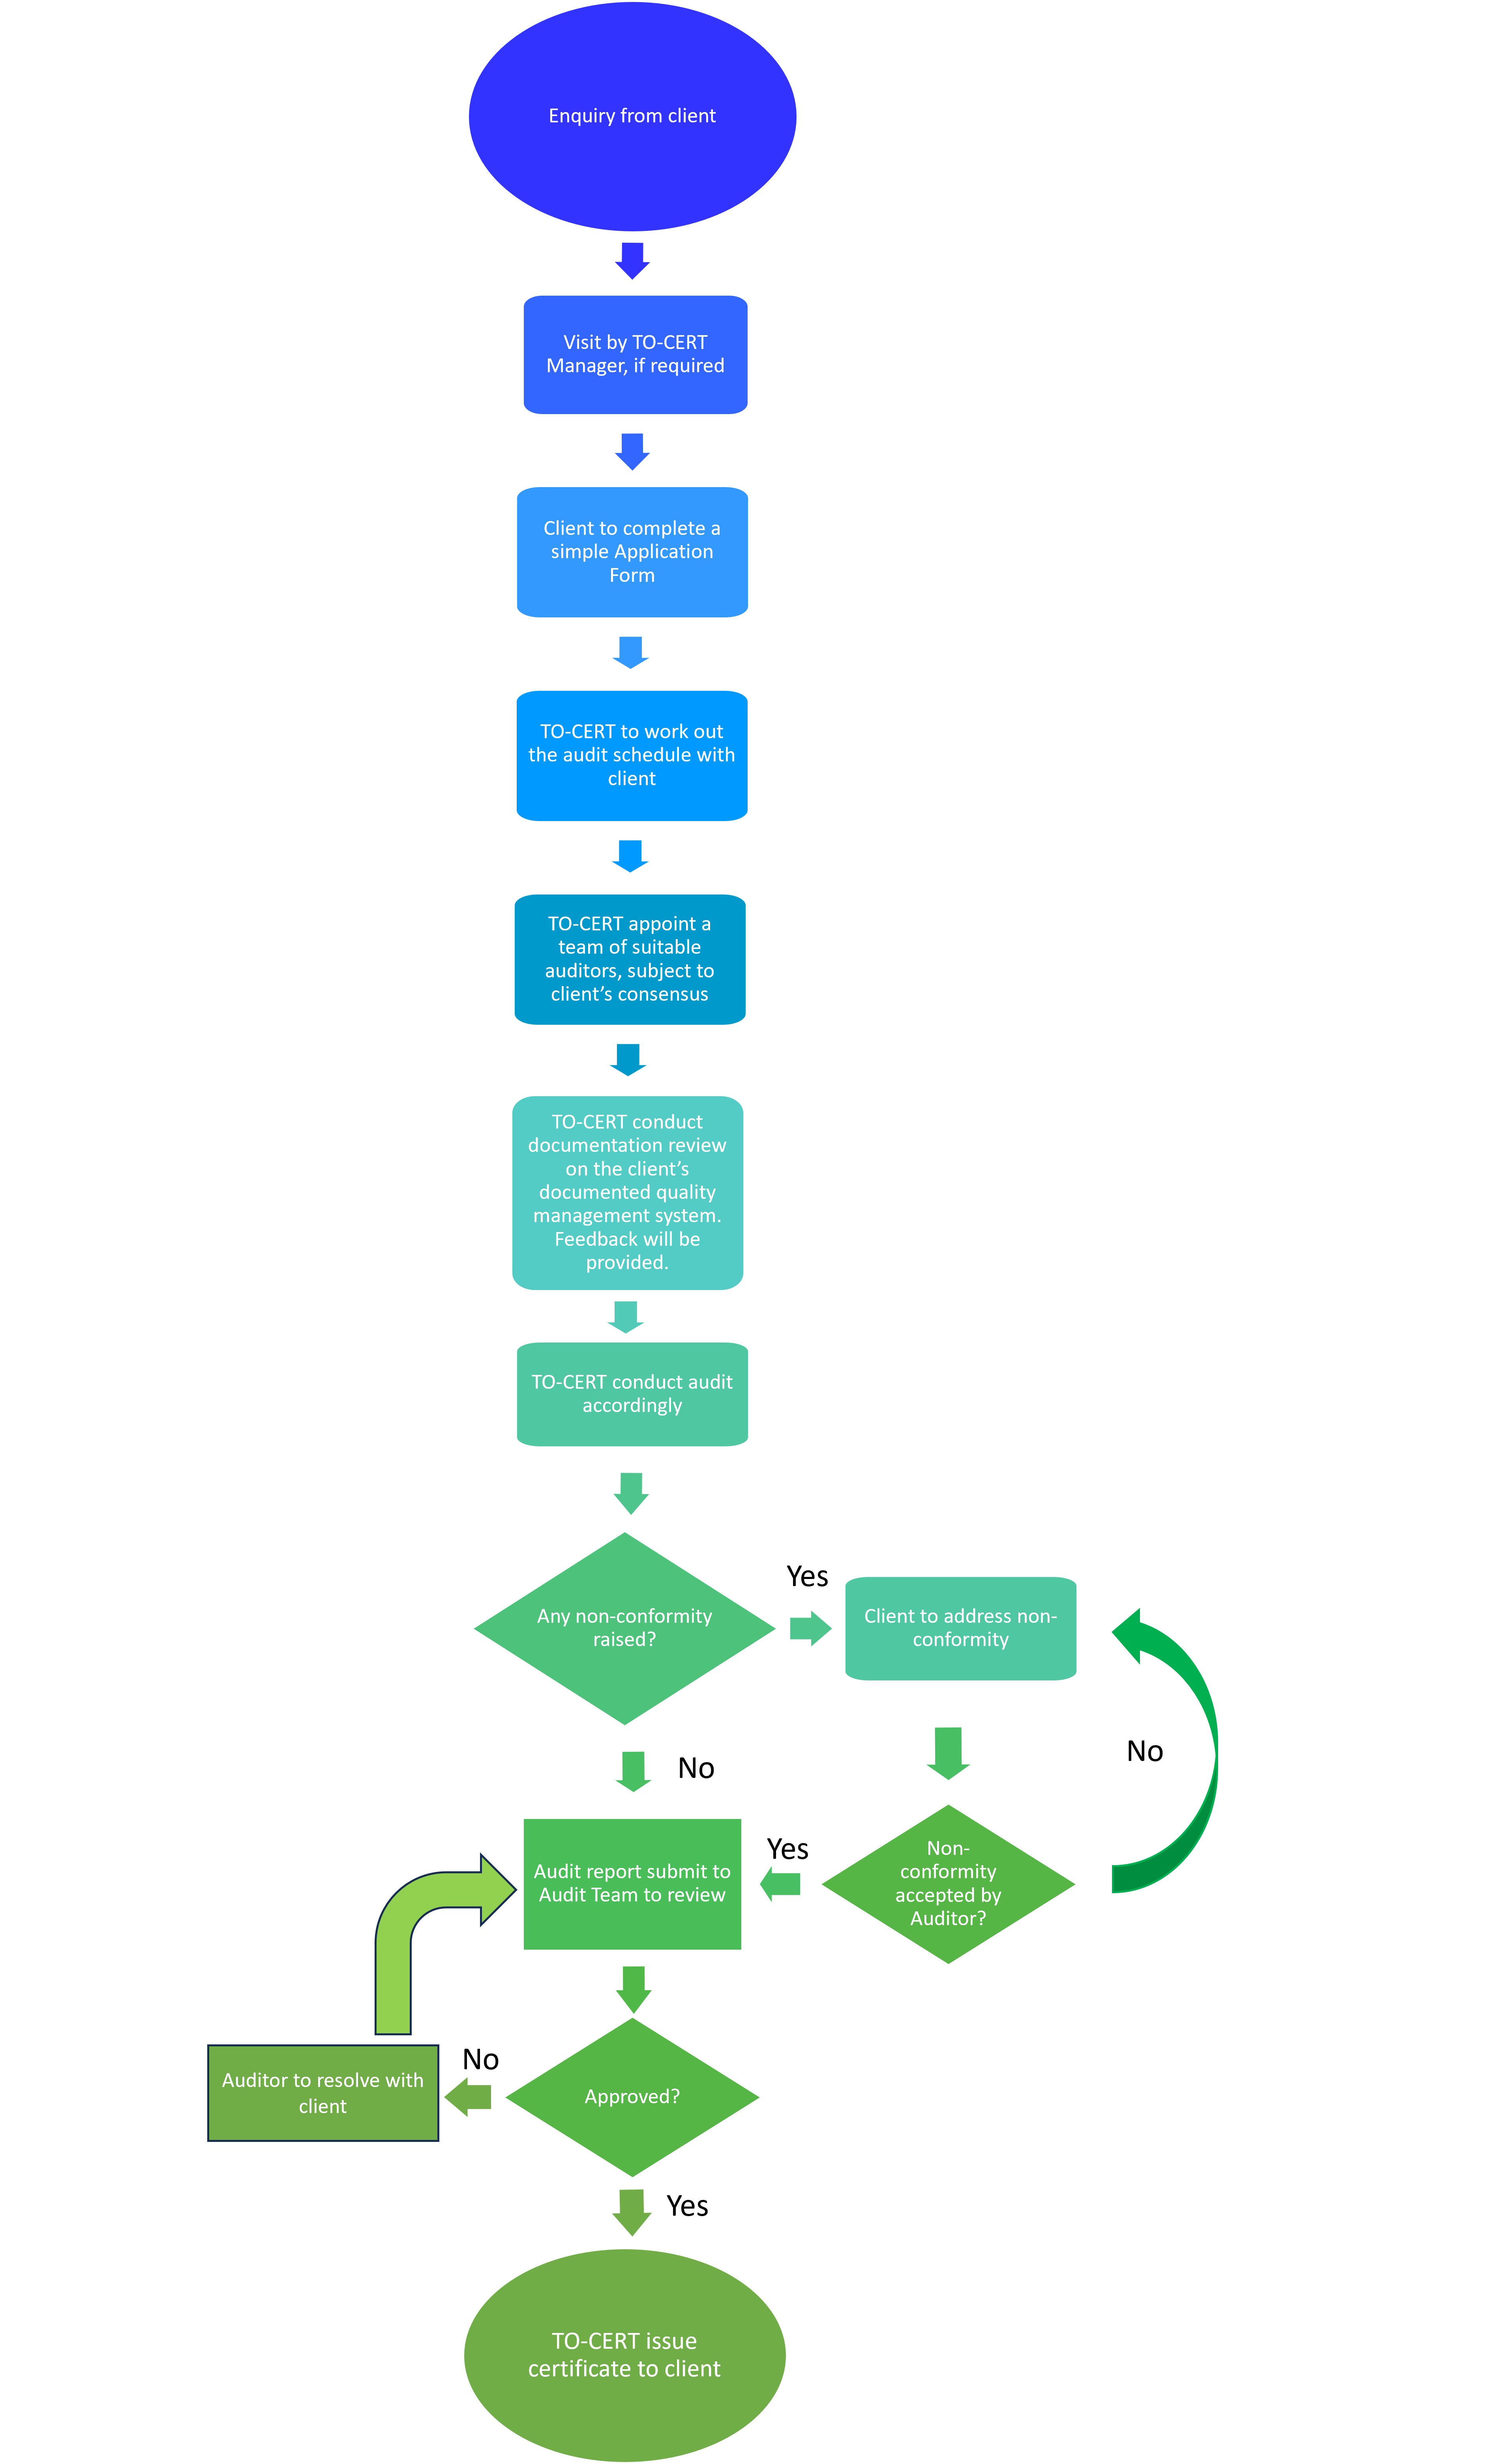 Enquiry from client
Visit by TO-CERT
Manager, if required
Client to complete a
simple Application
Form
TO-CERT to work out
the audit schedule with
client
TO-CERT appoint a
team of suitable
auditors, subject to
client’s consensus
TO-CERT conduct
documentation review
on the client’s
documented quality
management system.
Feedback will be
provided.
TO-CERT conduct audit
accordingly
Any non-conformity
raised?
Yes
Client to address non-
conformity
No
No
Non-
conformity
accepted by
Auditor?
Yes
Audit report submit to
Audit Team to review
Approved?
No
Auditor to resolve with
client
Yes
TO-CERT issue
certificate to client